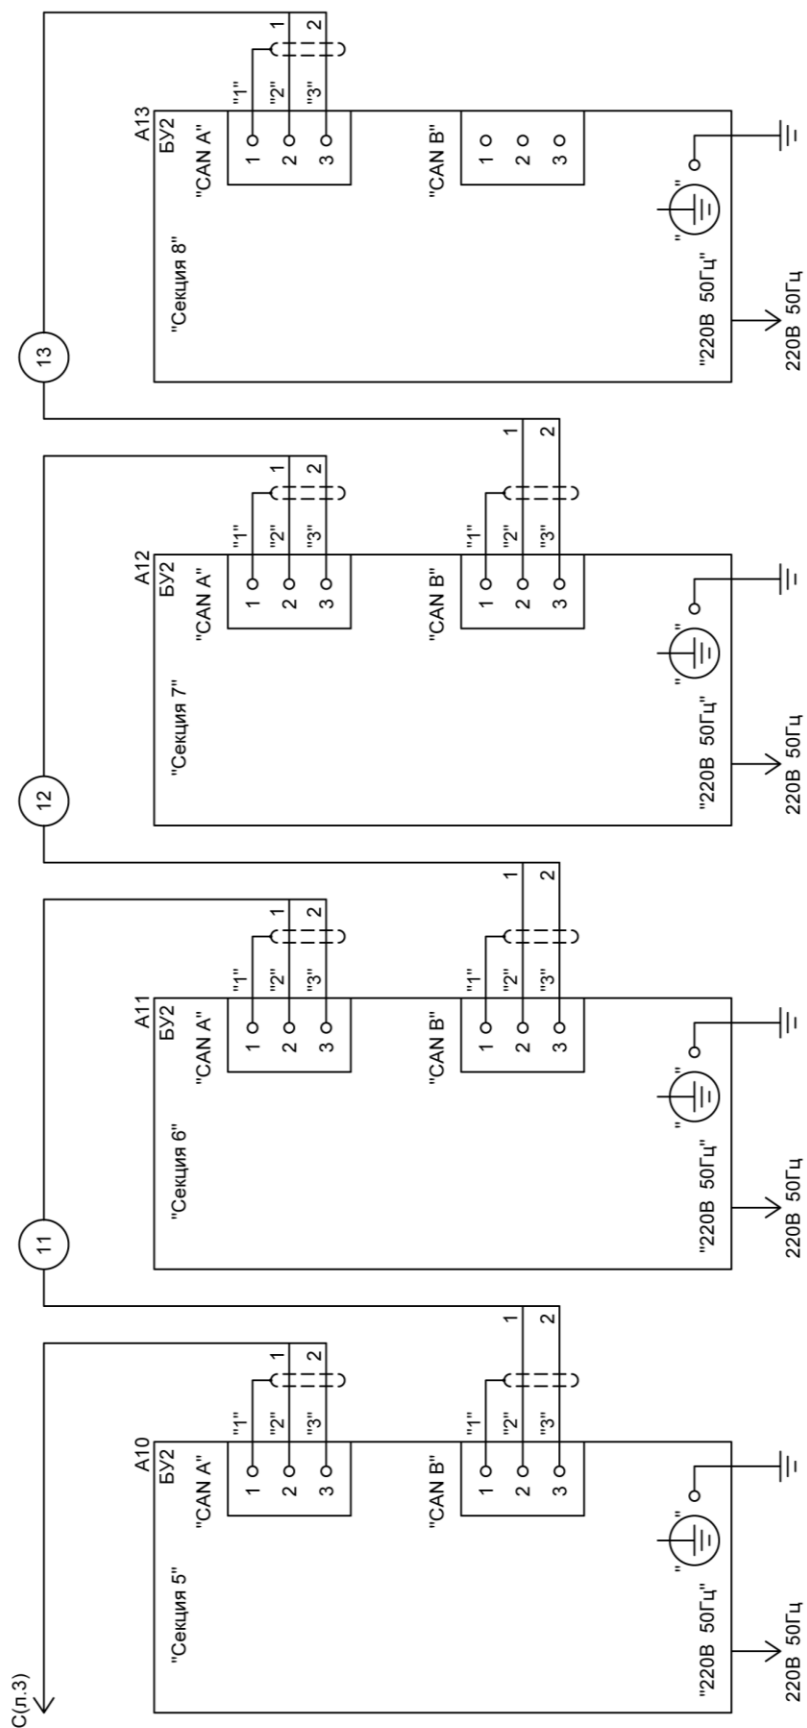 С(л.3)
A10
БУ2
"Секция 5"
"CAN A"
1
2
3
"1"
"2"
"3"
1
2
"CAN B"
1
2
3
"1"
"2"
"3"
1
2
"220В 50Гц"
" "
220В 50Гц
11
A11
БУ2
"Секция 6"
"CAN A"
1
2
3
"1"
"2"
"3"
1
2
"CAN B"
1
2
3
"1"
"2"
"3"
1
2
"220В 50Гц"
" "
220В 50Гц
12
A12
БУ2
"Секция 7"
"CAN A"
1
2
3
"1"
"2"
"3"
1
2
"CAN B"
1
2
3
"1"
"2"
"3"
1
2
"220В 50Гц"
" "
220В 50Гц
13
A13
БУ2
"Секция 8"
"CAN A"
1
2
3
"1"
"2"
"3"
1
2
"CAN B"
1
2
3
"220В 50Гц"
" "
220В 50Гц